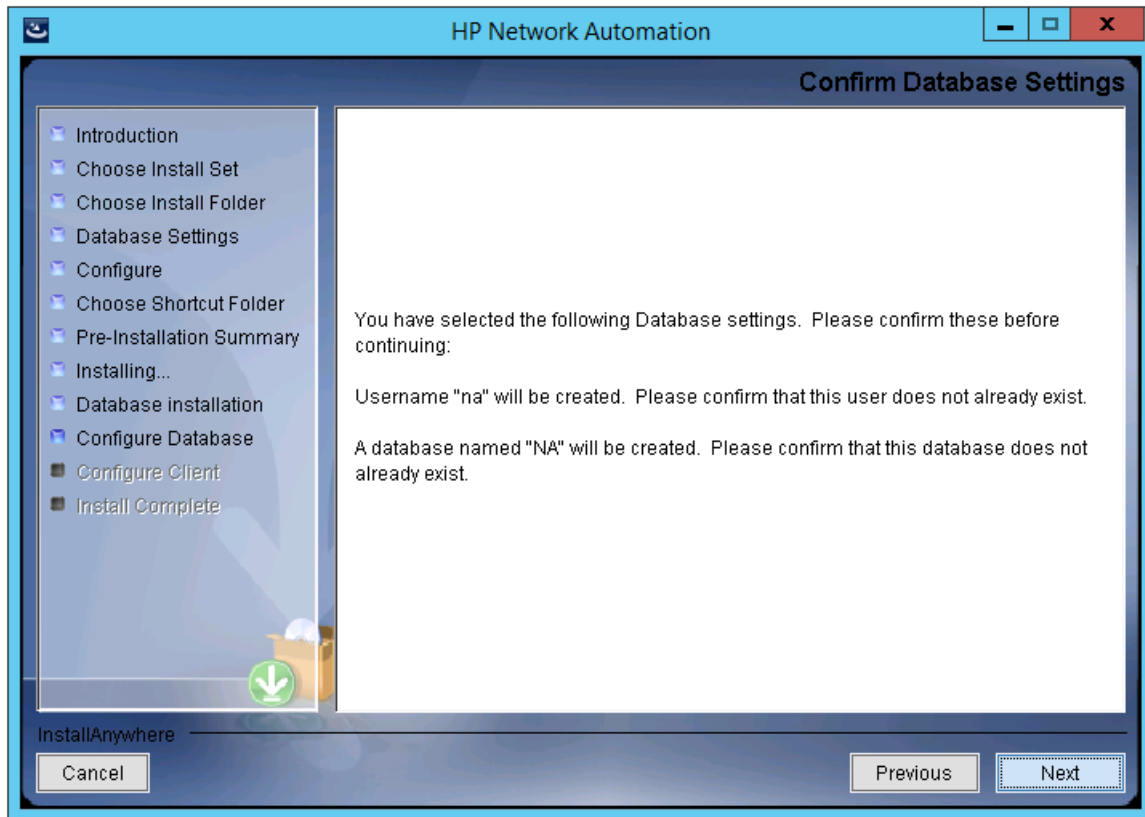 HP Network Automation
Confirm Database Settings
Introduction
Choose Install Set
Choose Install Folder
Database Settings
Configure
Choose Shortcut Folder
Pre-Installation Summary
Installing...
Database installation
Configure Database
Configure Client
Install Complete
You have selected the following Database settings.  Please confirm these before
continuing:
Username "na" will be created.  Please confirm that this user does not already exist.
A database named "NA" will be created.  Please confirm that this database does not
already exist.
InstallAnywhere
Cancel
Previous
Next